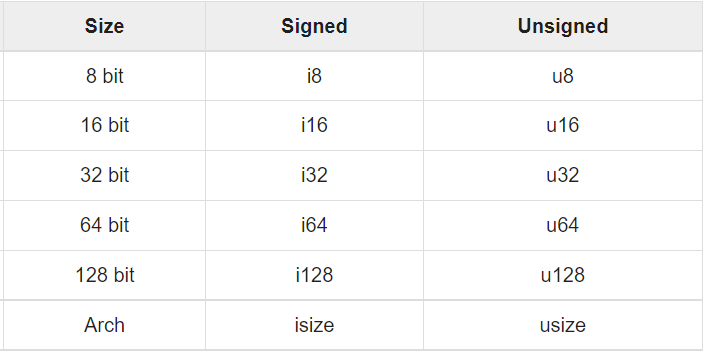 Size Signed Unsigned
8 bit i8 u8
16 bit i16 u16
32 bit i32 u32
64 bit i64 u64
128 bit i128 u128
Arch isize usize